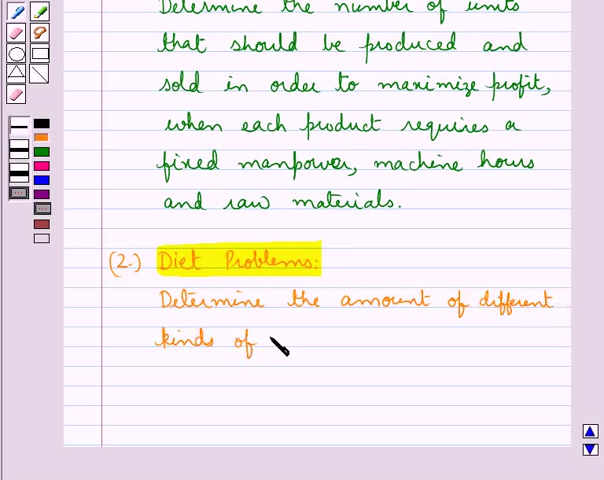 Determine the number of units
that should be produced and
sold in order to maximize profit,
when each product requires a
fixed manpower, machine hours
and raw materials.
(2.) Diet Problems:
Determine the amount of different
kinds of